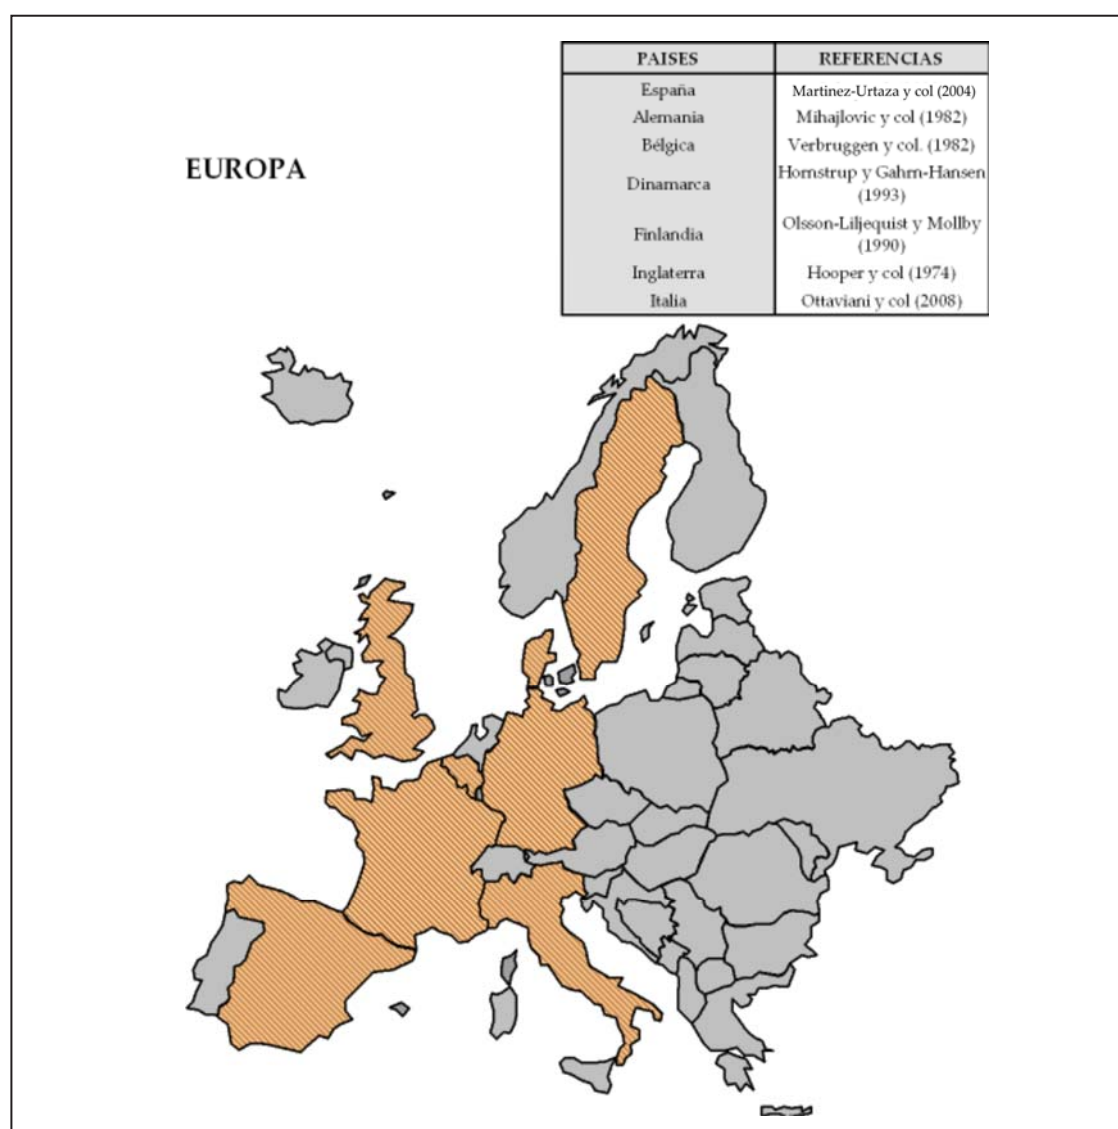 PAISES REFERENCIAS
España Martinez-Urtaza y col (2004)
Alemania Mihajlovic y col (1982)
Bélgica Verbruggen y col. (1982)
Dinamarca Hornstrup y Gahrn-Hansen
(1993)
Finlandia Olsson-Liljequist y Mollby
(1990)
Inglaterra Hooper y col (1974)
Italia Ottaviani y col (2008)
EUROPA